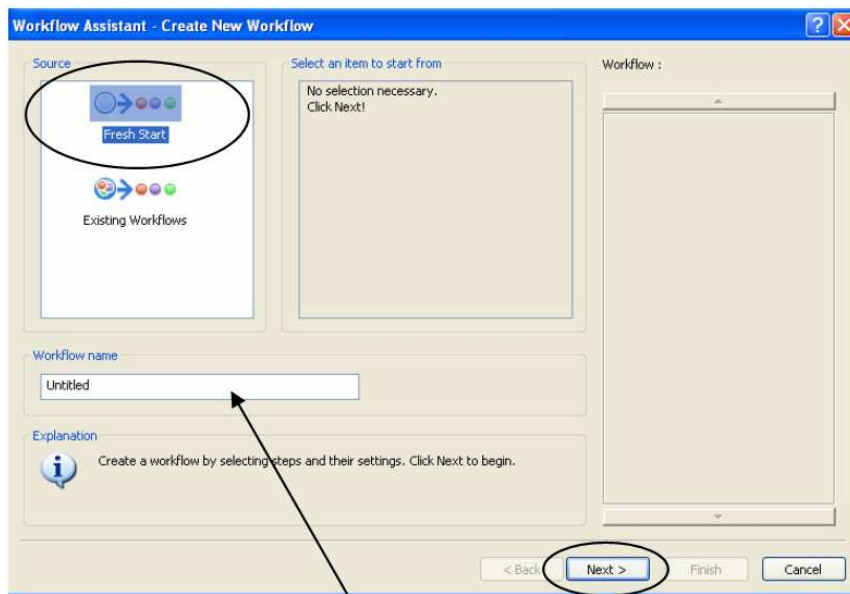 Workflow Assistant - Create New Workflow
Source
Fresh Start
Existing Workflows
Select an item to start from
No selection necessary.
Click Next!
Workflow :
Workflow name
Untitled
Explanation
Create a workflow by selecting steps and their settings. Click Next to begin.
< Back
Next >
Finish
Cancel